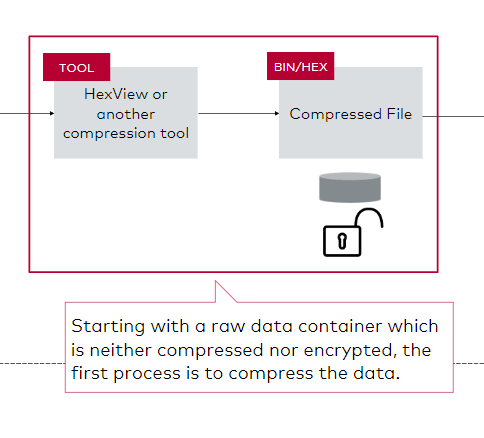 TOOL
HexView or
another
compression tool
BIN/HEX
Compressed File
Starting with a raw data container which
is neither compressed nor encrypted, the
first process is to compress the data.